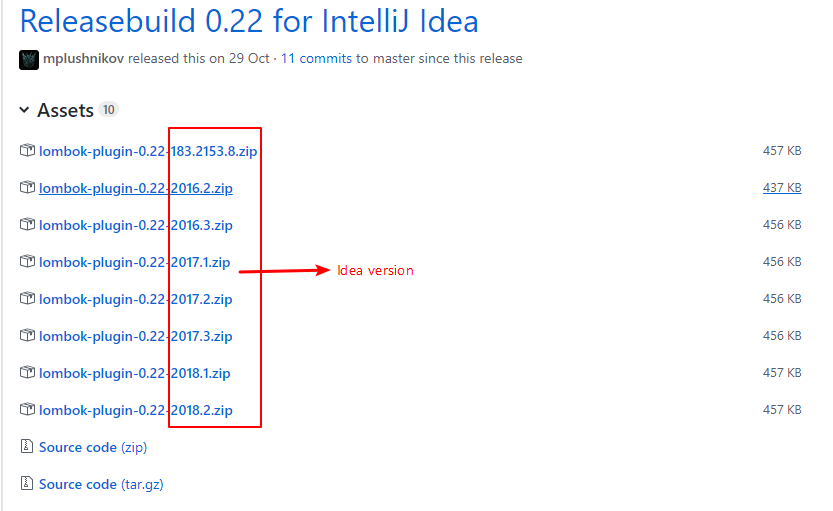 Releasebuild 0.22 for IntelliJ Idea
mplushnikov released this on 29 Oct · 11 commits to master since this release
Assets 10
lombok-plugin-0.22-183.2153.8.zip 457 KB
lombok-plugin-0.22-2016.2.zip 437 KB
lombok-plugin-0.22-2016.3.zip 456 KB
lombok-plugin-0.22-2017.1.zip 456 KB
Idea version
lombok-plugin-0.22-2017.2.zip 456 KB
lombok-plugin-0.22-2017.3.zip 456 KB
lombok-plugin-0.22-2018.1.zip 457 KB
lombok-plugin-0.22-2018.2.zip 457 KB
Source code (zip)
Source code (tar.gz)